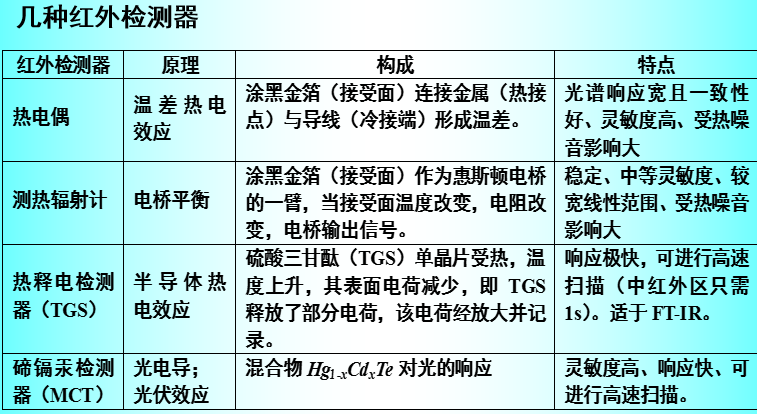 几种红外检测器
红外检测器 原理 构成 特点
热电偶
温差热电
效应
涂黑金箔（接受面）连接金属（热接
点）与导线（冷接端）形成温差。
光谱响应宽且一致性
好、灵敏度高、受热噪
音影响大
测热辐射计
电桥平衡
涂黑金箔（接受面）作为惠斯顿电桥
的一臂，当接受面温度改变，电阻改
变，电桥输出信号。
稳定、中等灵敏度、较
宽线性范围、受热噪音
影响大
热释电检测
器（TGS）
半导体热
电效应
硫酸三甘酞（TGS）单晶片受热，温
度上升，其表面电荷减少，即 TGS
释放了部分电荷，该电荷经放大并记
录。
响应极快，可进行高速
扫描（中红外区只需
1s）。适于 FT-IR。
碲镉汞检测
器（MCT）
光电导；
光伏效应
混合物 Hg1-xCdxTe 对光的响应
灵敏度高、响应快、可
进行高速扫描。